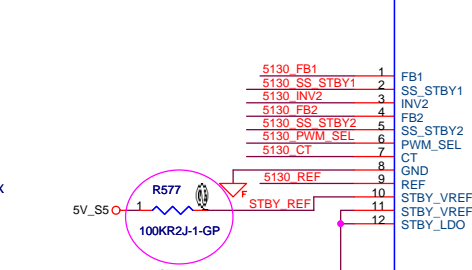 5130_FB1 1 FB1
5130_SS_STBY1 2 SS_STBY1
5130_INV2 3 INV2
5130_FB2 4 FB2
5130_SS_STBY2 5 SS_STBY2
5130_PWM_SEL 6 PWM_SEL
5130_CT 7 CT
8 GND
5130_REF 9 REF
STBY_REF 10 STBY_VREF
11 STBY_VREF
12 STBY_LDO
F
x
R577
5V_S5 1
100KR2J-1-GP